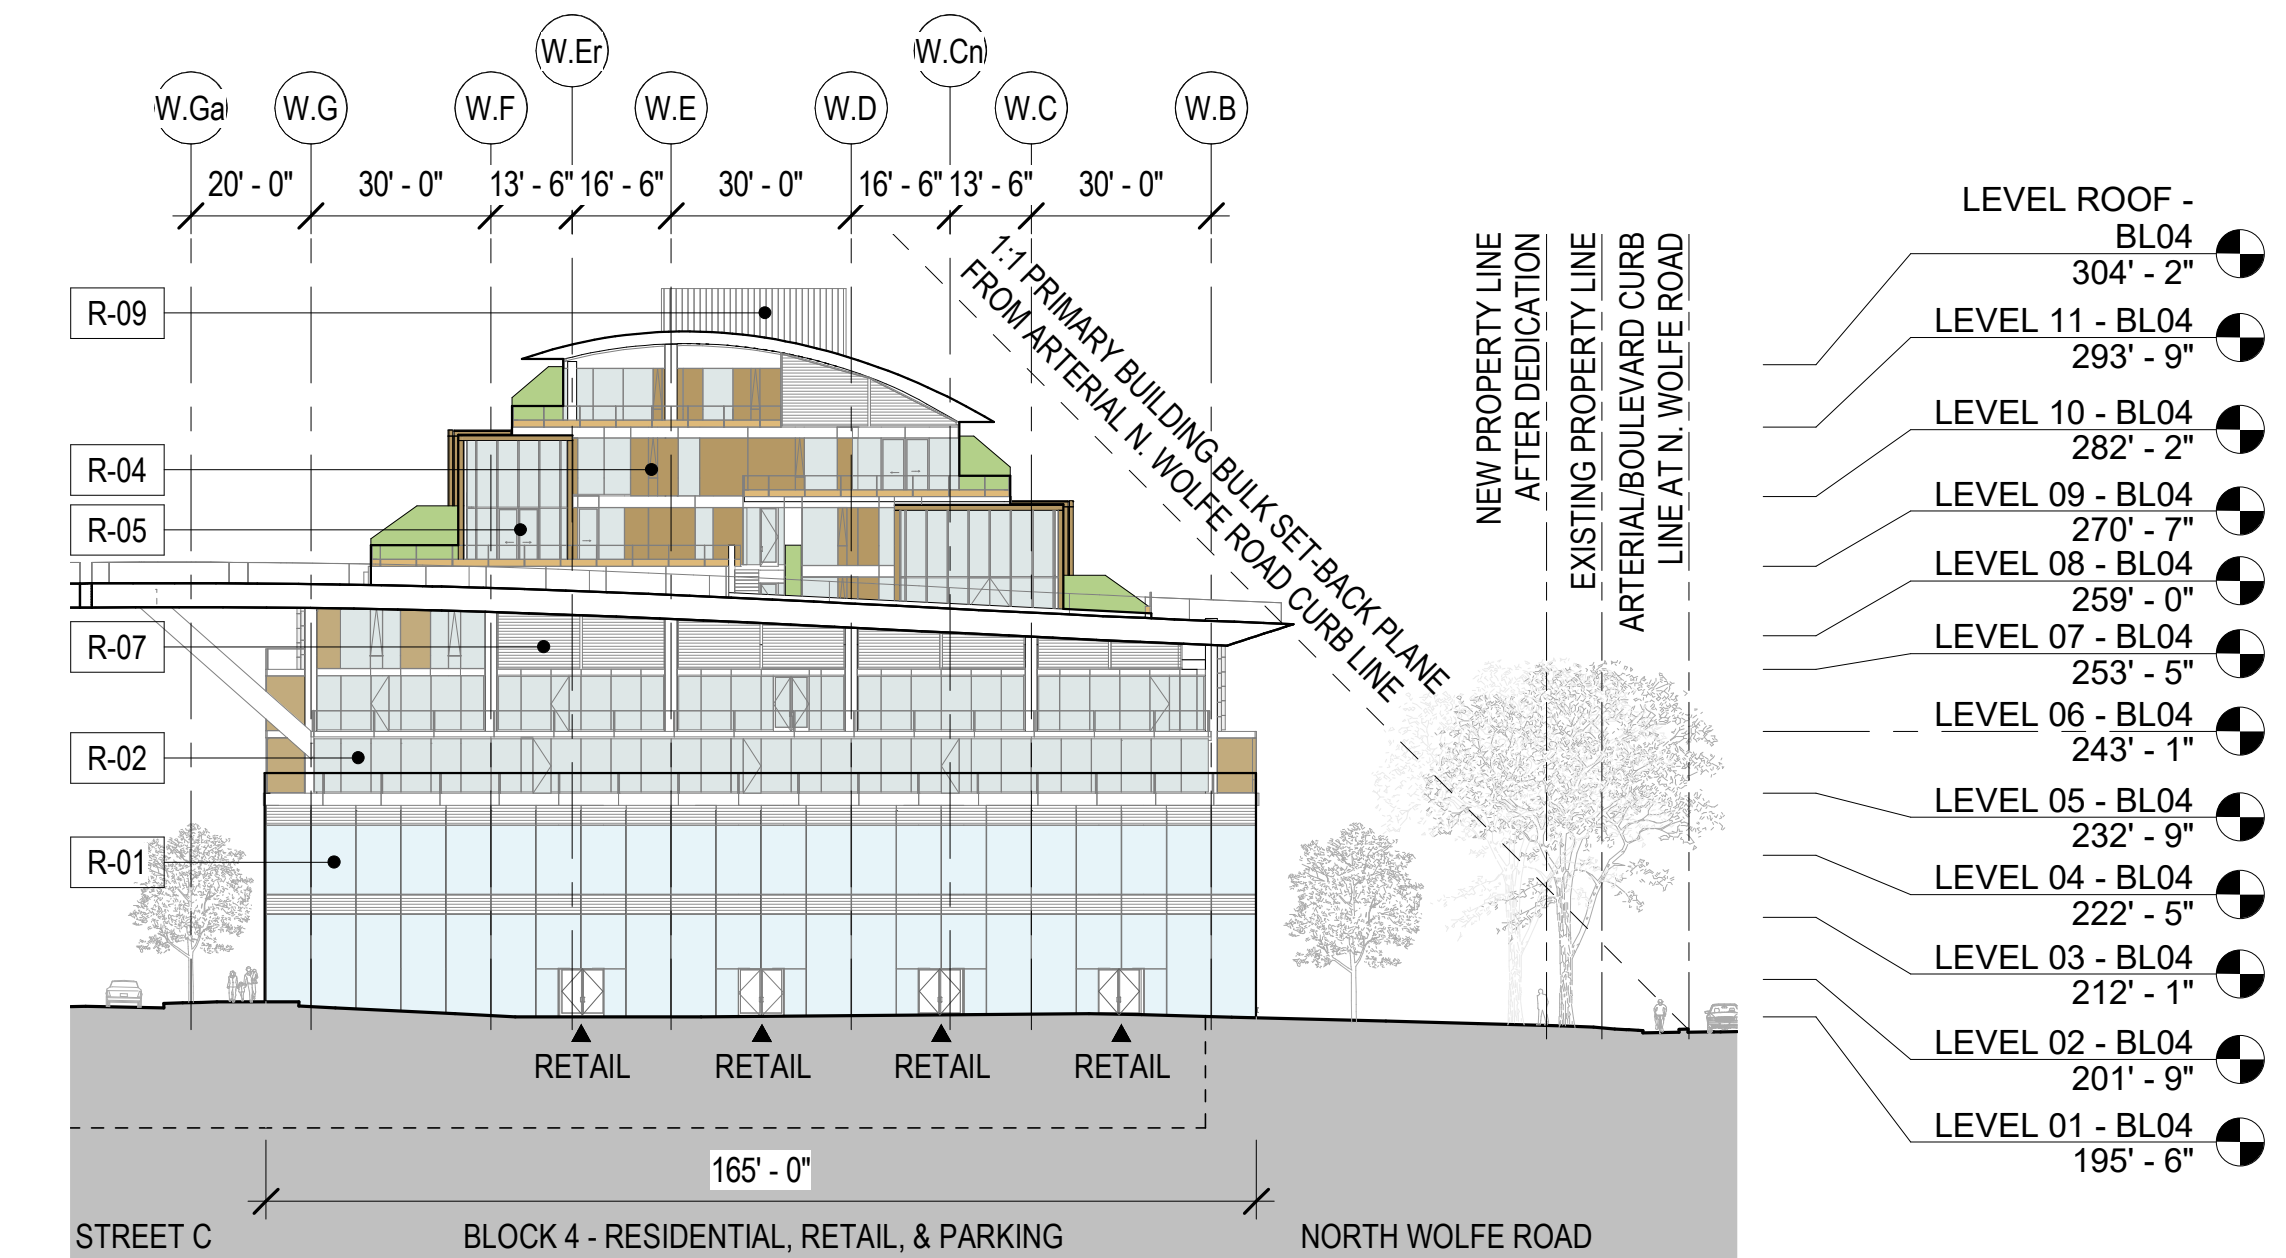 W.Er
W.Cn
W.Ga
W.G
W.F
W.E
W.D
W.C
W.B
20' - 0"
30' - 0"
13' - 6"
16' - 6"
30' - 0"
16' - 6"
13' - 6"
30' - 0"
1:1 PRIMARY BUILDING BULK SET-BACK PLANE
FROM ARTERIAL N. WOLFE ROAD CURB LINE
NEW PROPERTY LINE
AFTER DEDICATION
EXISTING PROPERTY LINE
ARTERIAL/BOULEVARD CURB
LINE AT N. WOLFE ROAD
R-09
R-04
R-05
R-07
R-02
R-01
LEVEL ROOF -
BL04
304' - 2"
LEVEL 11 - BL04
293' - 9"
LEVEL 10 - BL04
282' - 2"
LEVEL 09 - BL04
270' - 7"
LEVEL 08 - BL04
259' - 0"
LEVEL 07 - BL04
253' - 5"
LEVEL 06 - BL04
243' - 1"
LEVEL 05 - BL04
232' - 9"
LEVEL 04 - BL04
222' - 5"
LEVEL 03 - BL04
212' - 1"
LEVEL 02 - BL04
201' - 9"
LEVEL 01 - BL04
195' - 6"
RETAIL
RETAIL
RETAIL
RETAIL
165' - 0"
STREET C
BLOCK 4 - RESIDENTIAL, RETAIL, & PARKING
NORTH WOLFE ROAD